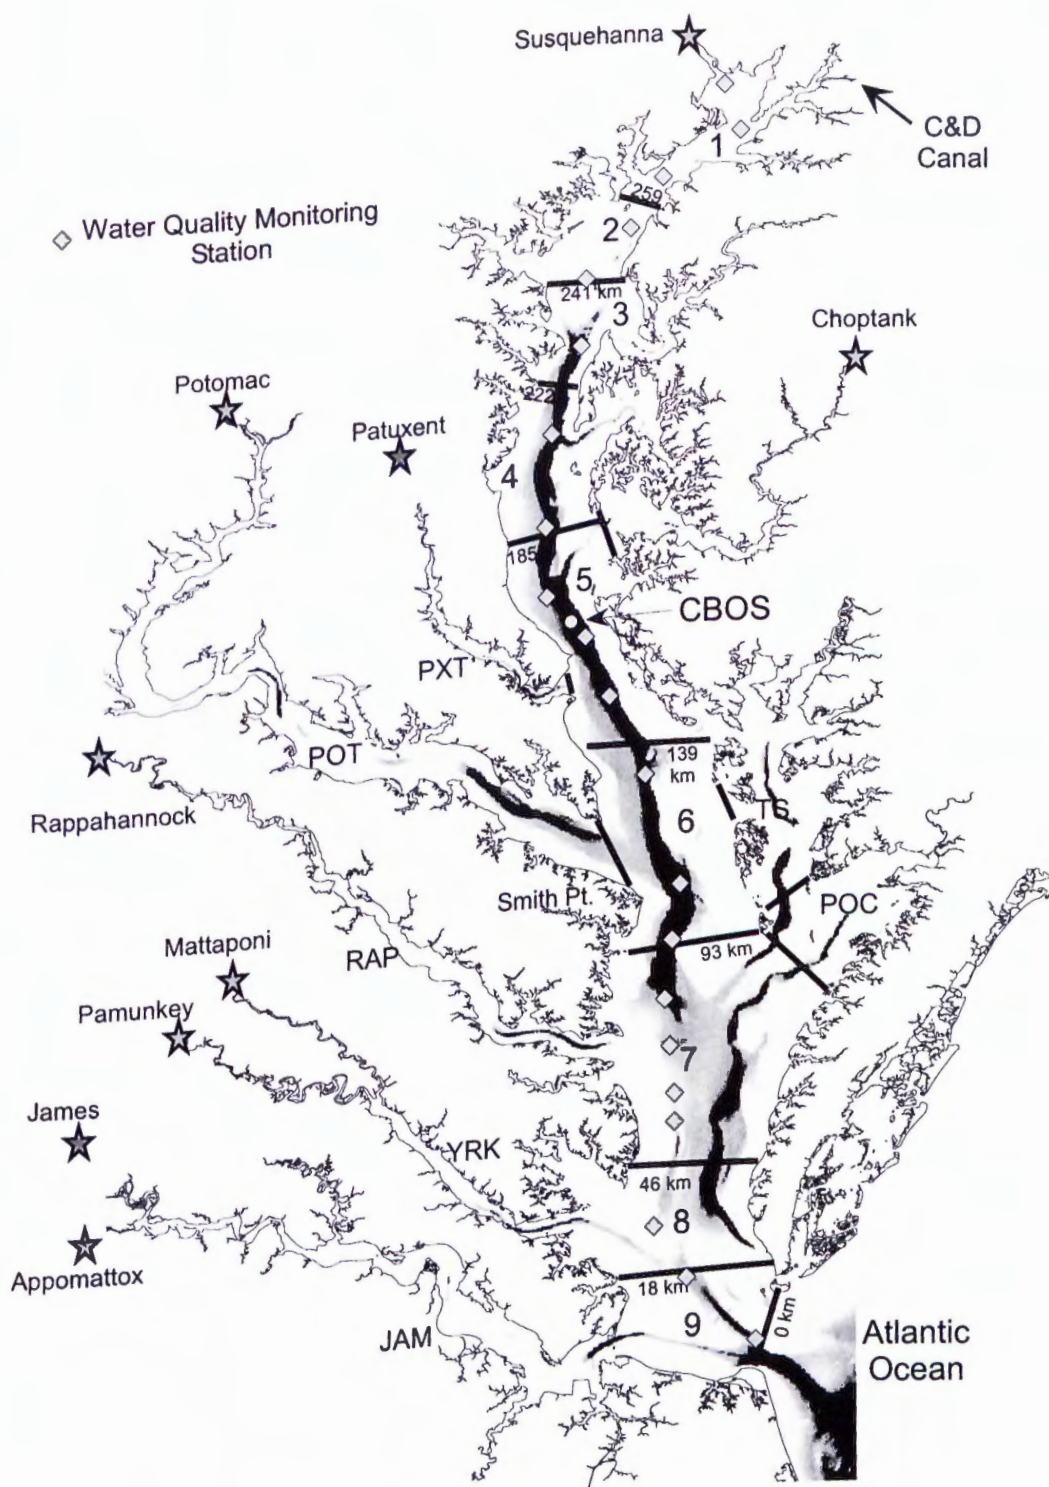 Susquehanna
C&D
Canal
1
259
Water Quality Monitoring
Station
2
241 km
3
Choptank
222
Potomac
Patuxent
4
185
5
CBOS
PXT
POT
139
km
Rappahannock
6
TS
Smith Pt.
POC
93 km
Mattaponi
RAP
Pamunkey
7
James
YRK
46 km
8
Appomattox
18 km
0 km
9
JAM
Atlantic
Ocean